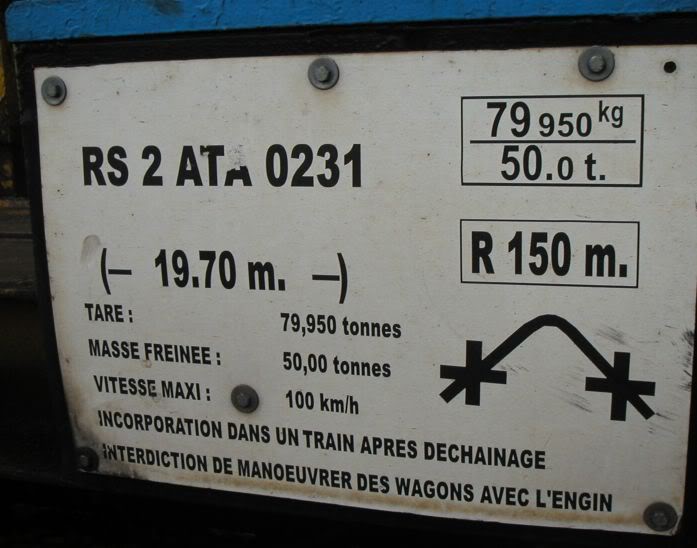 RS 2 ATA 0231
79 950 kg
50.0 t.
(– 19.70 m. –)
R 150 m.
TARE : 79,950 tonnes
MASSE FREINEE : 50,00 tonnes
VITESSE MAXI : 100 km/h
INCORPORATION DANS UN TRAIN APRES DECHAINAGE
INTERDICTION DE MANOEUVRER DES WAGONS AVEC L'ENGIN